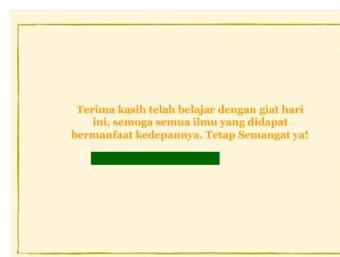 Terima kasih telah belajar dengan giat hari
ini, semoga semua ilmu yang didapat
bermanfaat kedepannya. Tetap Semangat ya!